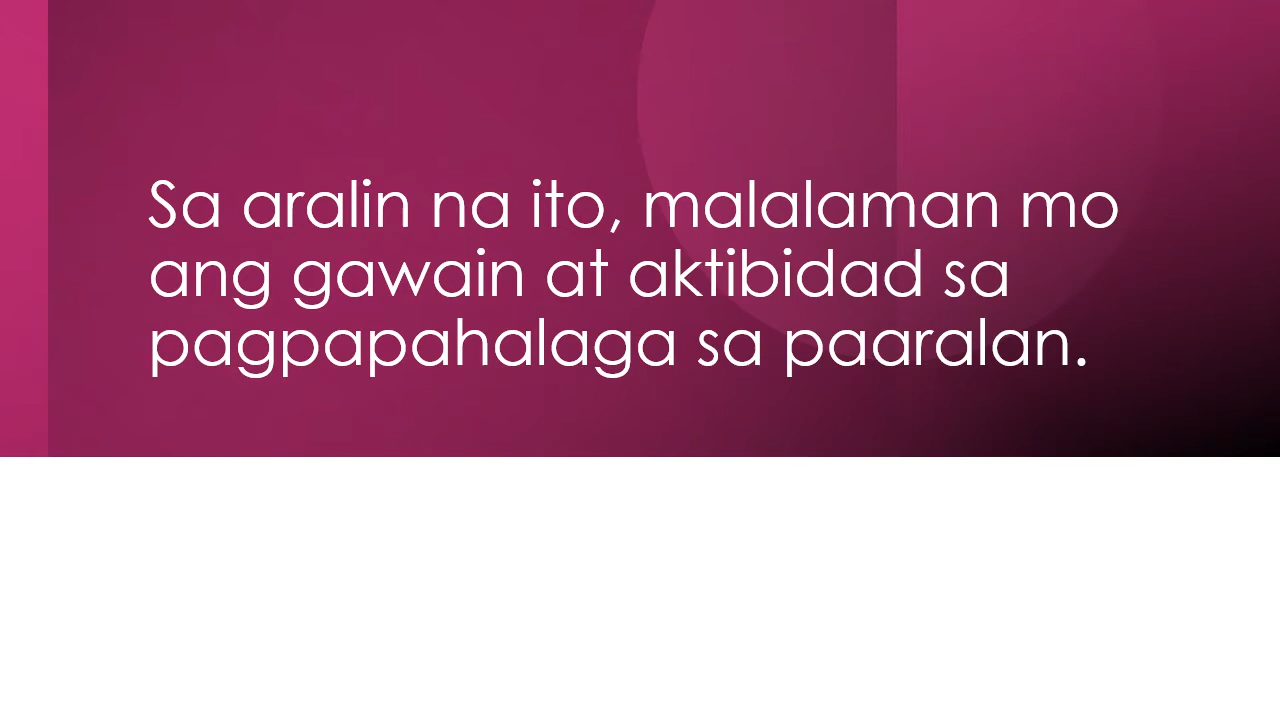 Sa aralin na ito, malalaman mo
ang gawain at aktibidad sa
pagpapahalaga sa paaralan.